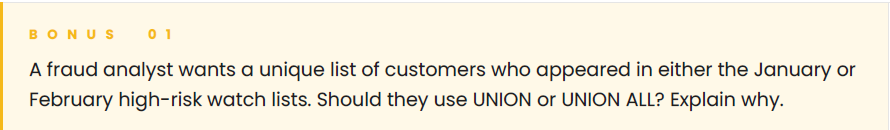 BONUS 01
A fraud analyst wants a unique list of customers who appeared in either the January or
February high-risk watch lists. Should they use UNION or UNION ALL? Explain why.